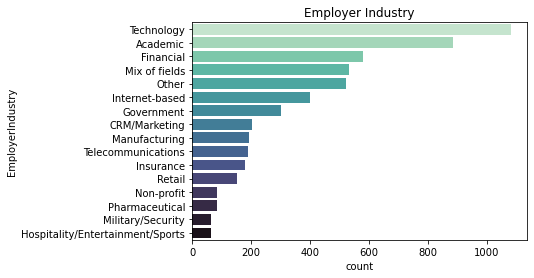 Employer Industry
EmployerIndustry
Technology
Academic
Financial
Mix of fields
Other
Internet-based
Government
CRM/Marketing
Manufacturing
Telecommunications
Insurance
Retail
Non-profit
Pharmaceutical
Military/Security
Hospitality/Entertainment/Sports
0 200 400 600 800 1000
count